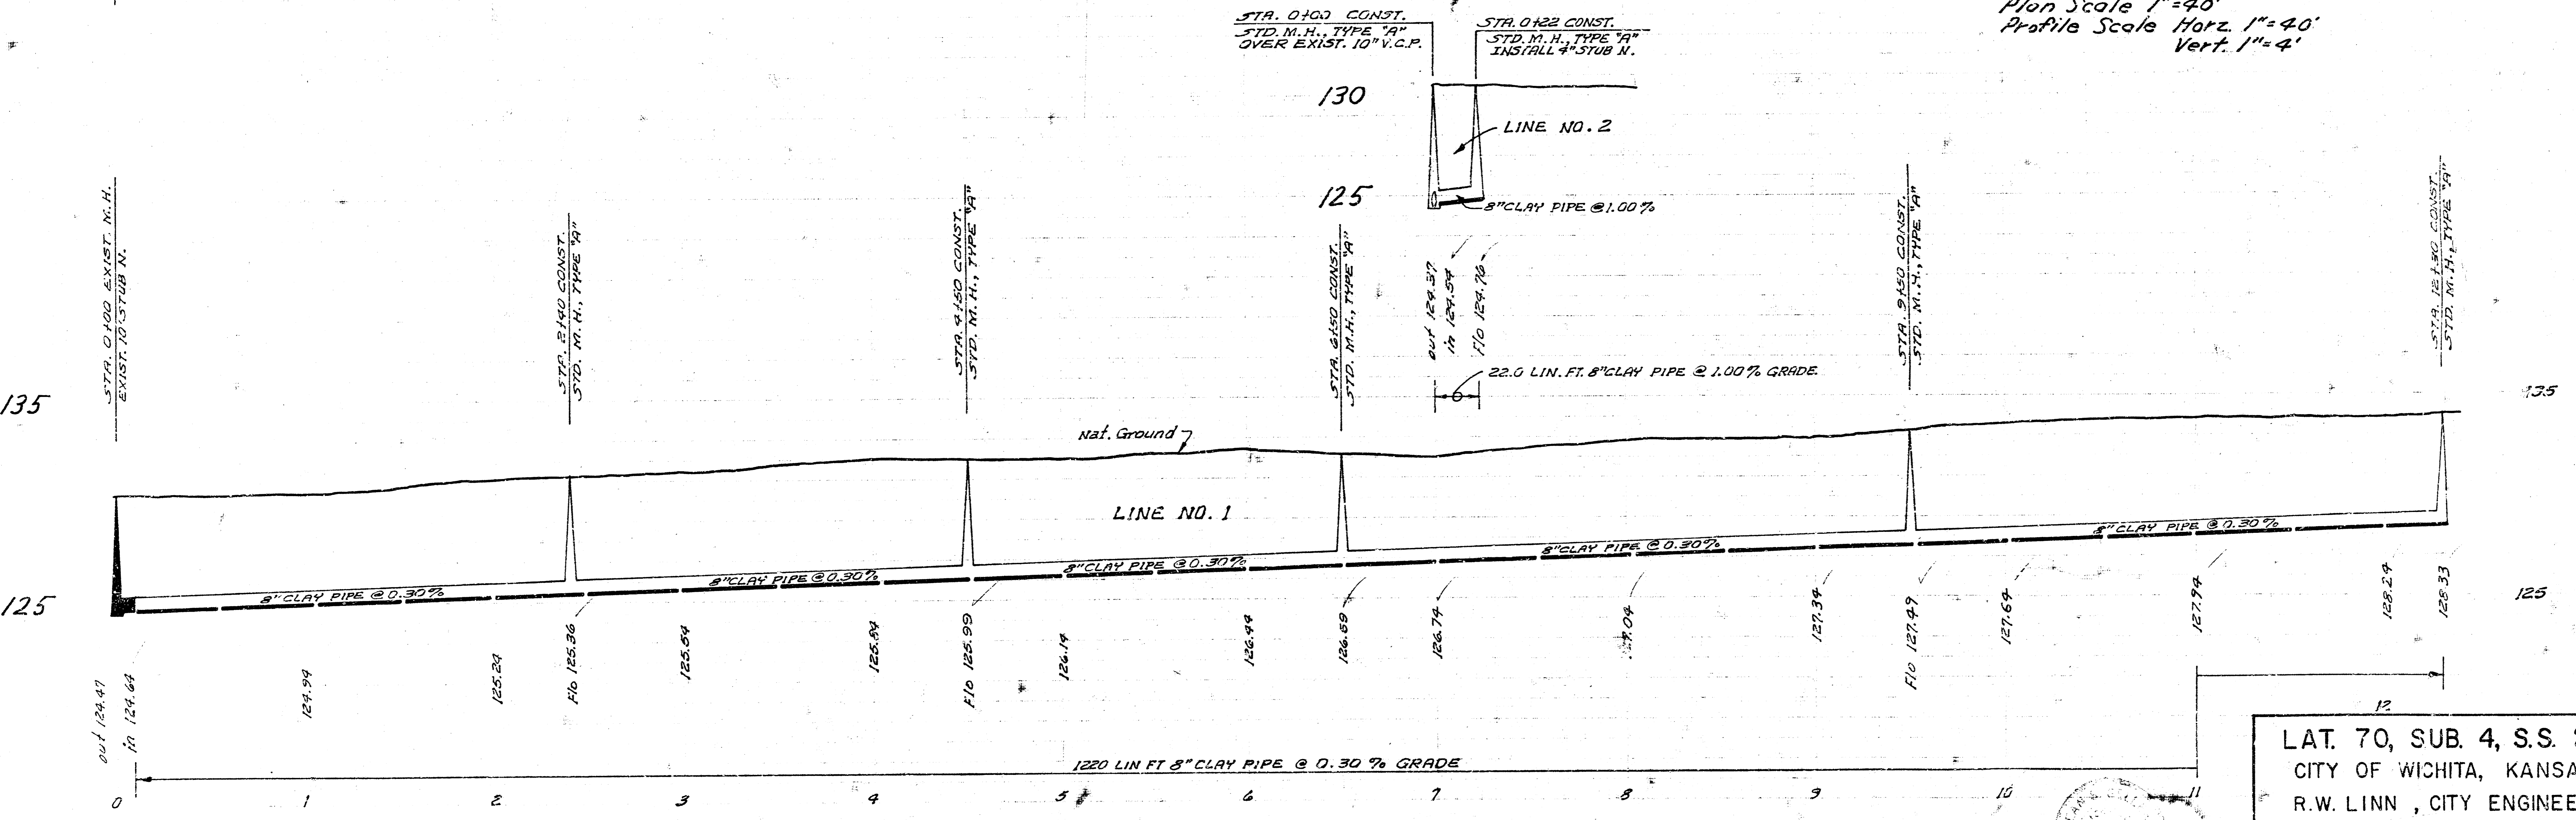 Plan Scale 1"=40'
Profile Scale Horz. 1"=40'
Vert. 1"=4'
STA. 0+00 CONST.
STD. M.H., TYPE "A"
OVER EXIST. 10" V.C.P.
STA. 0+22 CONST.
STD. M.H., TYPE "A"
INSTALL 4" STUB N.
130
LINE NO. 2
125
8" CLAY PIPE @ 1.00%
out 124.37
in 124.54
Flo 124.76
22.0 LIN. FT. 8" CLAY PIPE @ 1.00% GRADE
STA. 0+00 EXIST. M.H.
EXIST. 10" STUB N.
STA. 2+40 CONST.
STD. M.H., TYPE "A"
STA. 4+50 CONST.
STD. M.H., TYPE "A"
STA. 6+50 CONST.
STD. M.H., TYPE "A"
STA. 9+50 CONST.
STD. M.H., TYPE "A"
STA. 12+30 CONST.
STD. M.H., TYPE "A"
135
135
Nat. Ground
LINE NO. 1
8" CLAY PIPE @ 0.30%
8" CLAY PIPE @ 0.30%
8" CLAY PIPE @ 0.30%
8" CLAY PIPE @ 0.30%
8" CLAY PIPE @ 0.30%
125
125
out 124.47
in 124.64
124.94
125.24
Flo 125.36
125.54
125.84
Flo 125.99
126.14
126.44
126.59
126.74
127.04
127.34
Flo 127.49
127.64
127.94
128.24
128.33
1220 LIN FT 8" CLAY PIPE @ 0.30 % GRADE
0 1 2 3 4 5 6 7 8 9 10 11
12
LAT. 70, SUB. 4, S.S.
CITY OF WICHITA, KANSA
R.W. LINN , CITY ENGINEE